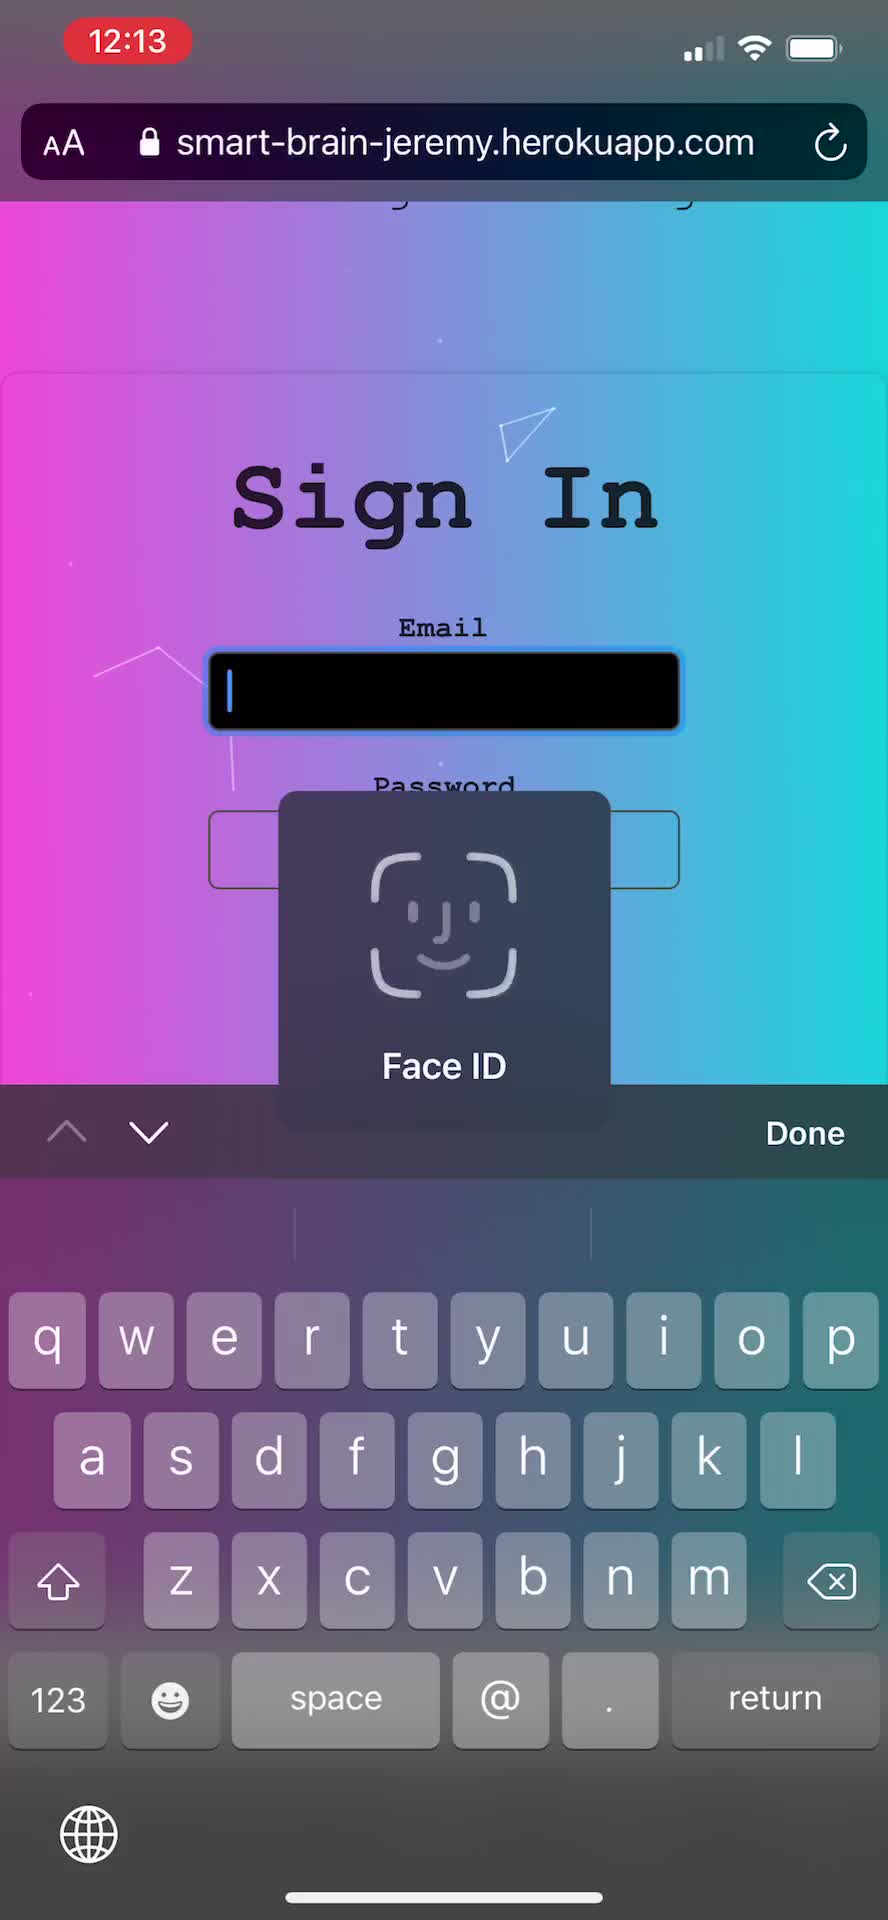 12:13
AA smart-brain-jeremy.herokuapp.com
Sign In
Email
Password
Face ID
Done
q w e r t y u i o p
a s d f g h j k l
z x c v b n m
123 space @ . return